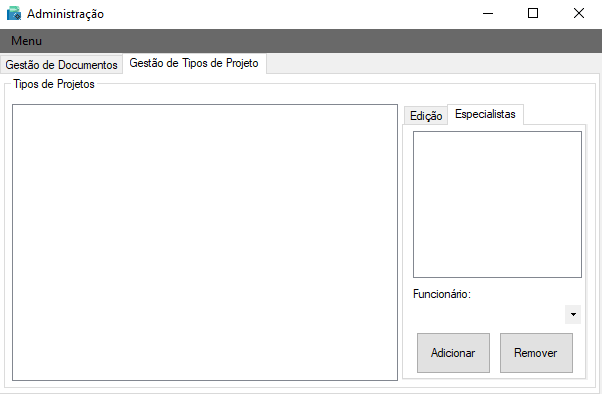 Administração
Menu
Gestão de Documentos
Gestão de Tipos de Projeto
Tipos de Projetos
Edição
Especialistas
Funcionário:
Adicionar
Remover